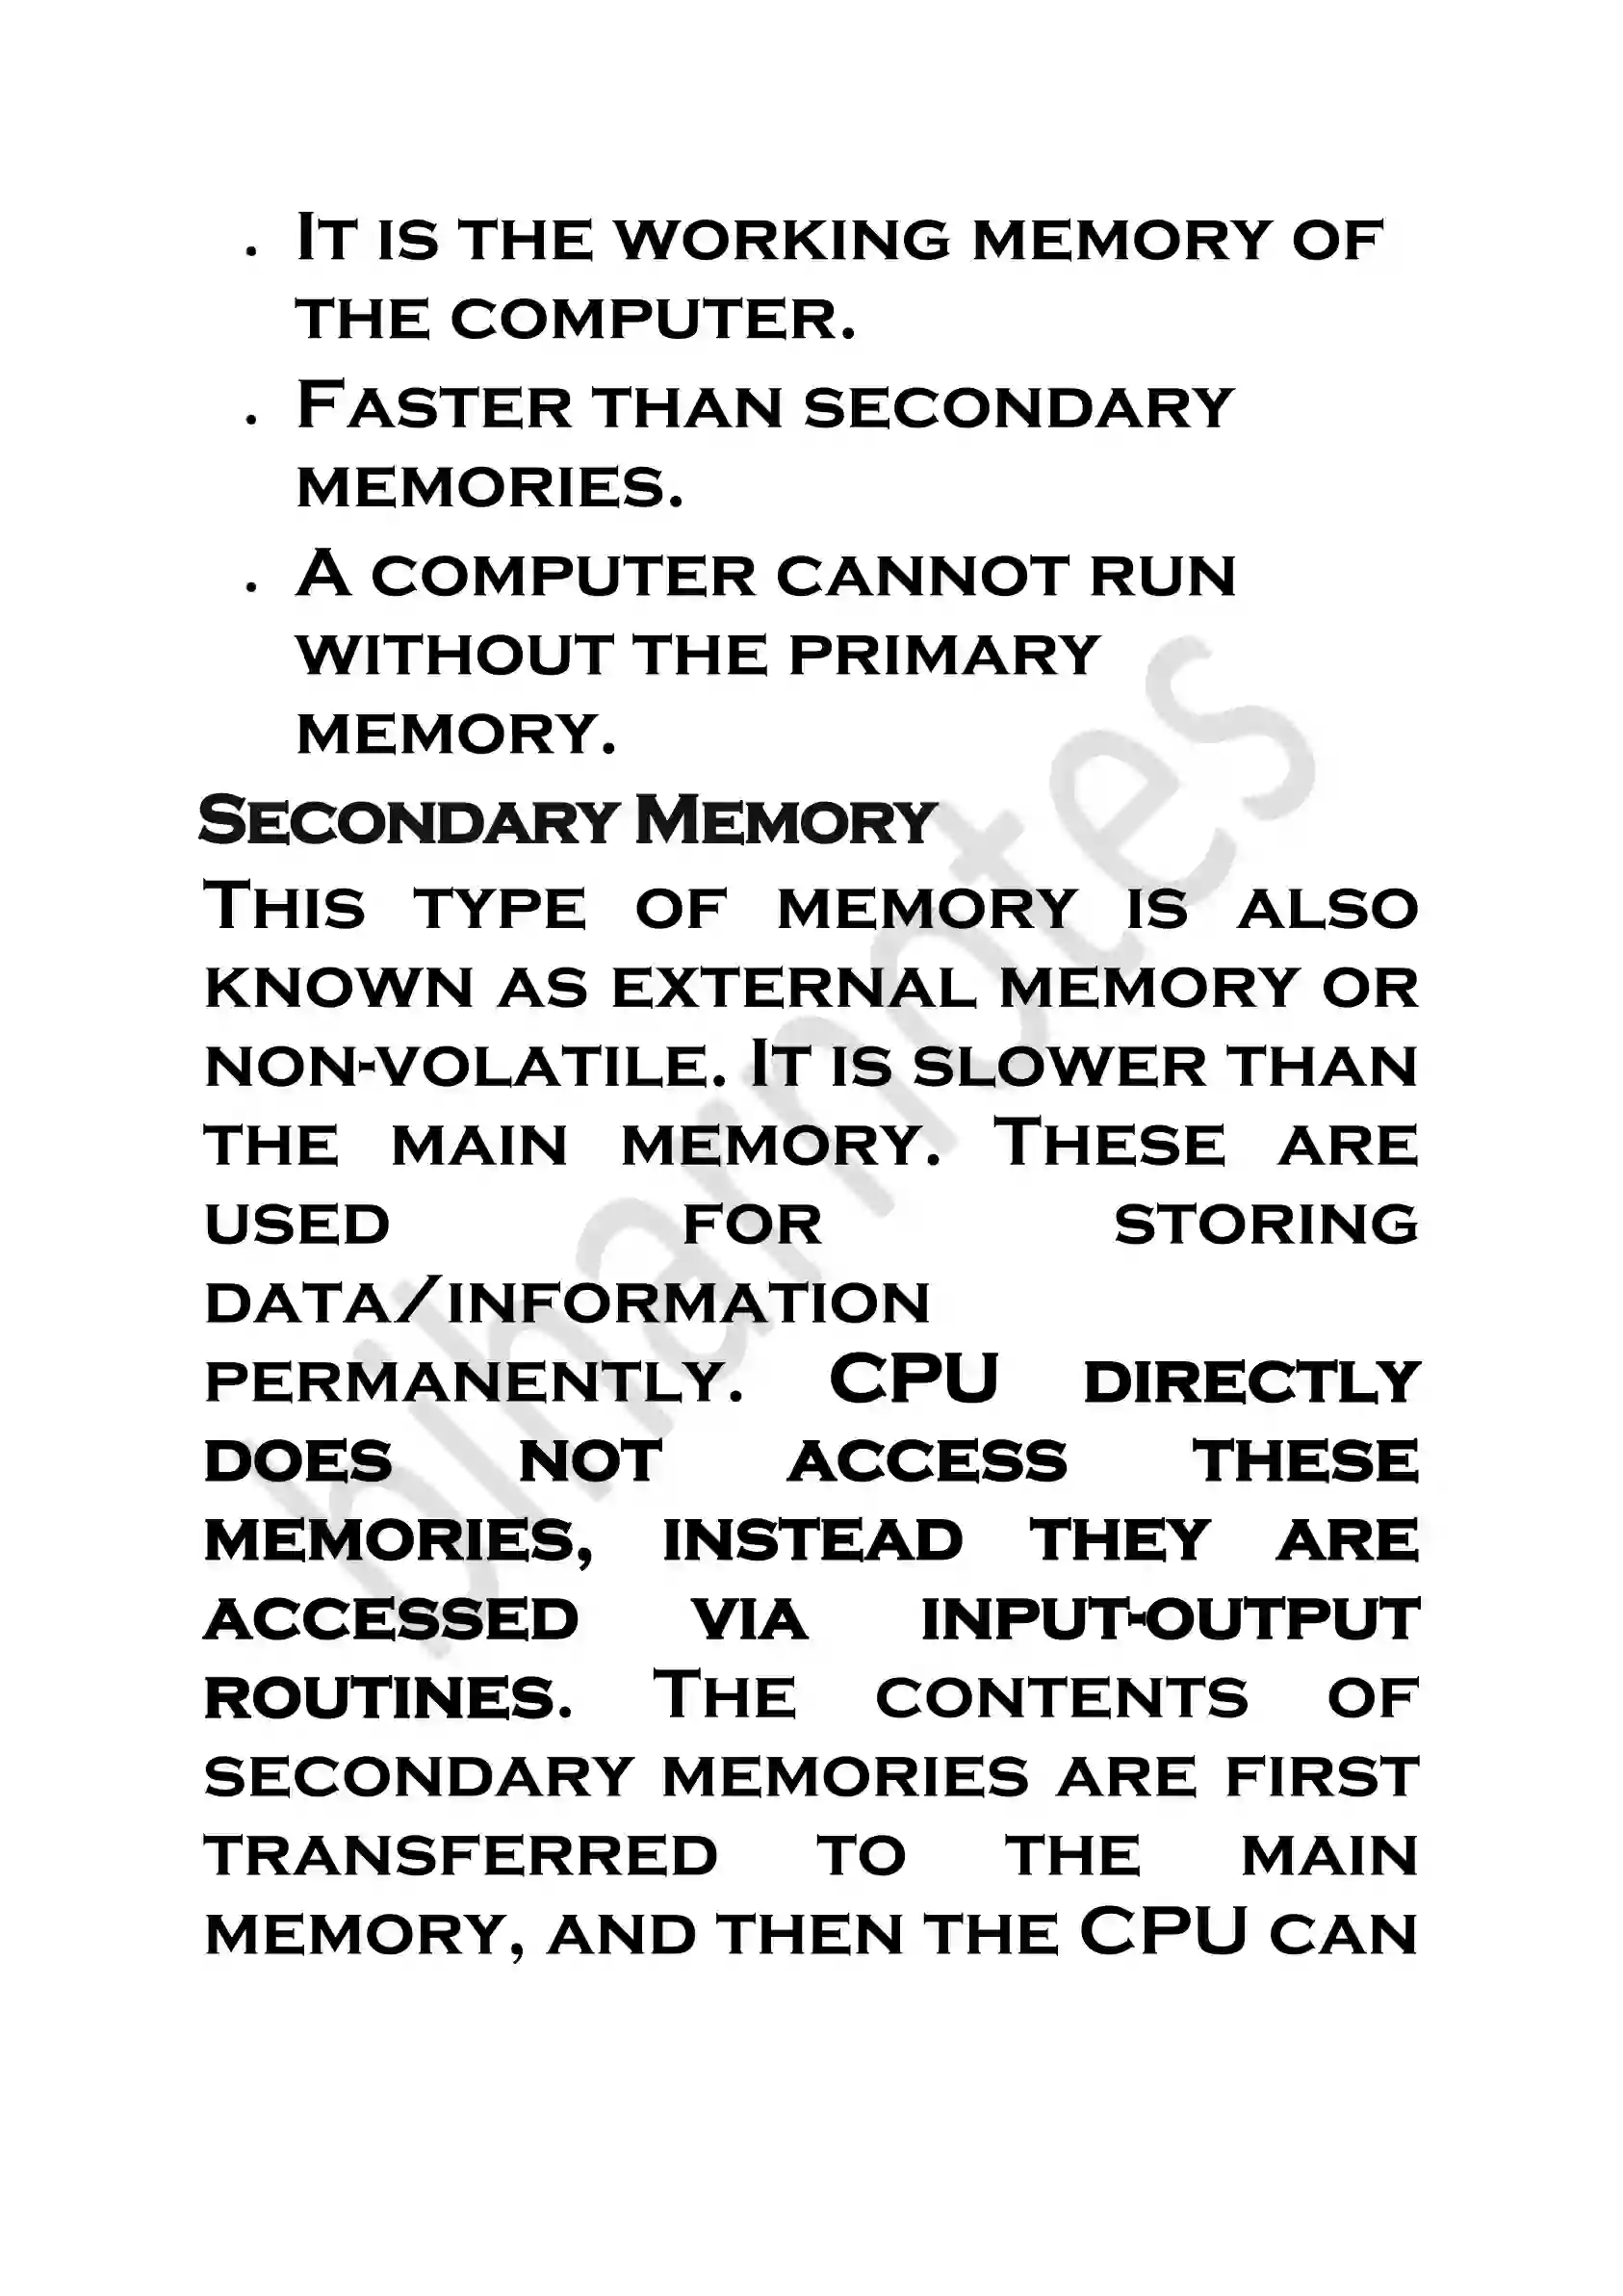 • It is the working memory of
the computer.
• Faster than secondary
memories.
• A computer cannot run
without the primary
memory.
Secondary Memory
This type of memory is also
known as external memory or
non-volatile. It is slower than
the main memory. These are
used for storing
data/information
permanently. CPU directly
does not access these
memories, instead they are
accessed via input-output
routines. The contents of
secondary memories are first
transferred to the main
memory, and then the CPU can
biharnotes